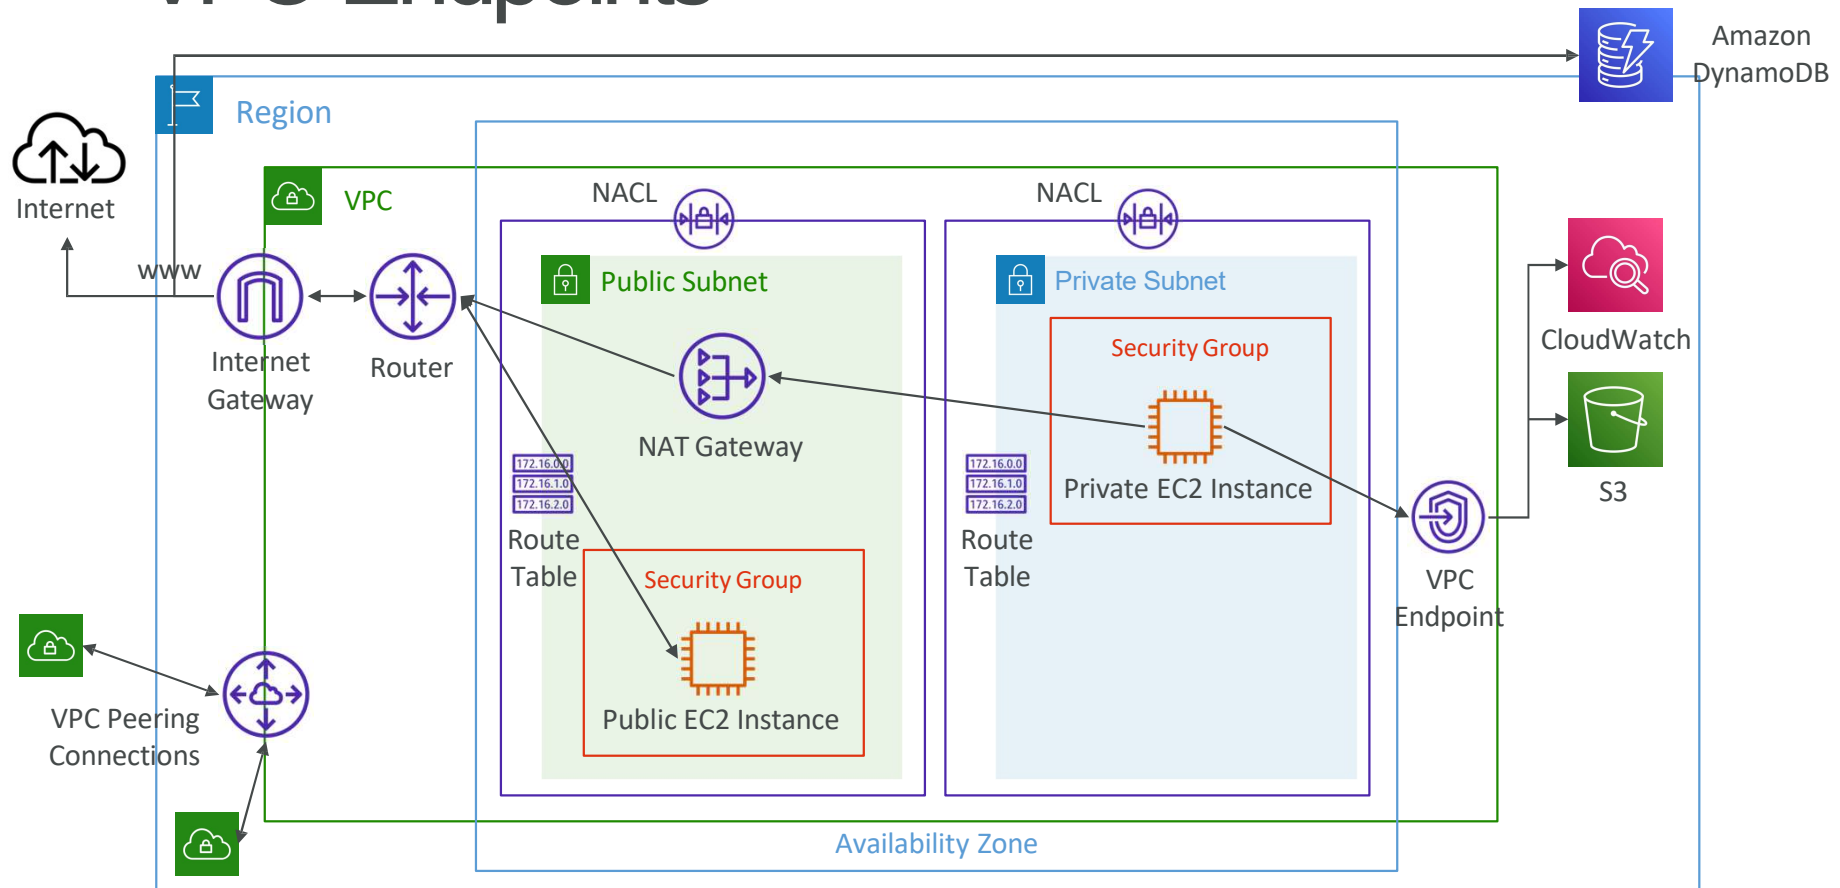 VPC Endpoints
Amazon
DynamoDB
Region
Internet
VPC
NACL
NACL
www
Public Subnet
Private Subnet
Internet
Gateway
Router
Security Group
CloudWatch
NAT Gateway
172.16.0.0
172.16.1.0
172.16.2.0
Route
Table
172.16.0.0
172.16.1.0
172.16.2.0
Route
Table
Private EC2 Instance
S3
VPC
Endpoint
Security Group
Public EC2 Instance
VPC Peering
Connections
Availability Zone